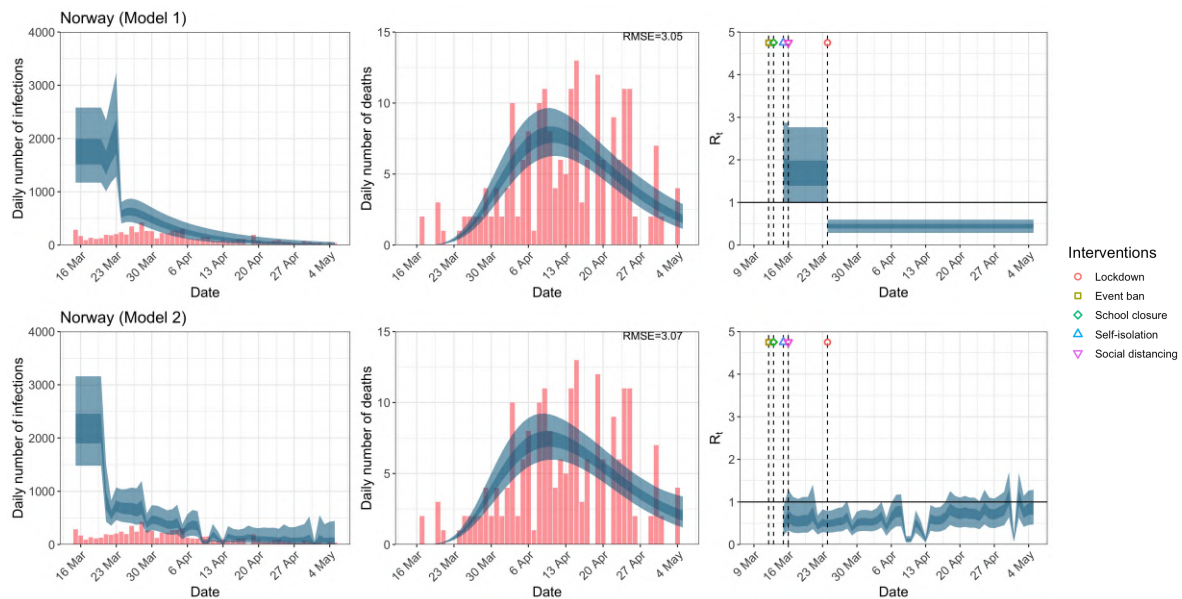 Norway (Model 1)
Daily number of infections
4000
3000
2000
1000
0
16 Mar
23 Mar
30 Mar
6 Apr
13 Apr
20 Apr
27 Apr
4 May
Date
Daily number of deaths
15
10
5
0
RMSE=3.05
16 Mar
23 Mar
30 Mar
6 Apr
13 Apr
20 Apr
27 Apr
4 May
Date
Rt
5
4
3
2
1
0
9 Mar
16 Mar
23 Mar
30 Mar
6 Apr
13 Apr
20 Apr
27 Apr
4 May
Date
Interventions
Lockdown
Event ban
School closure
Self-isolation
Social distancing
Norway (Model 2)
Daily number of infections
4000
3000
2000
1000
0
16 Mar
23 Mar
30 Mar
6 Apr
13 Apr
20 Apr
27 Apr
4 May
Date
Daily number of deaths
15
10
5
0
RMSE=3.07
16 Mar
23 Mar
30 Mar
6 Apr
13 Apr
20 Apr
27 Apr
4 May
Date
Rt
5
4
3
2
1
0
9 Mar
16 Mar
23 Mar
30 Mar
6 Apr
13 Apr
20 Apr
27 Apr
4 May
Date